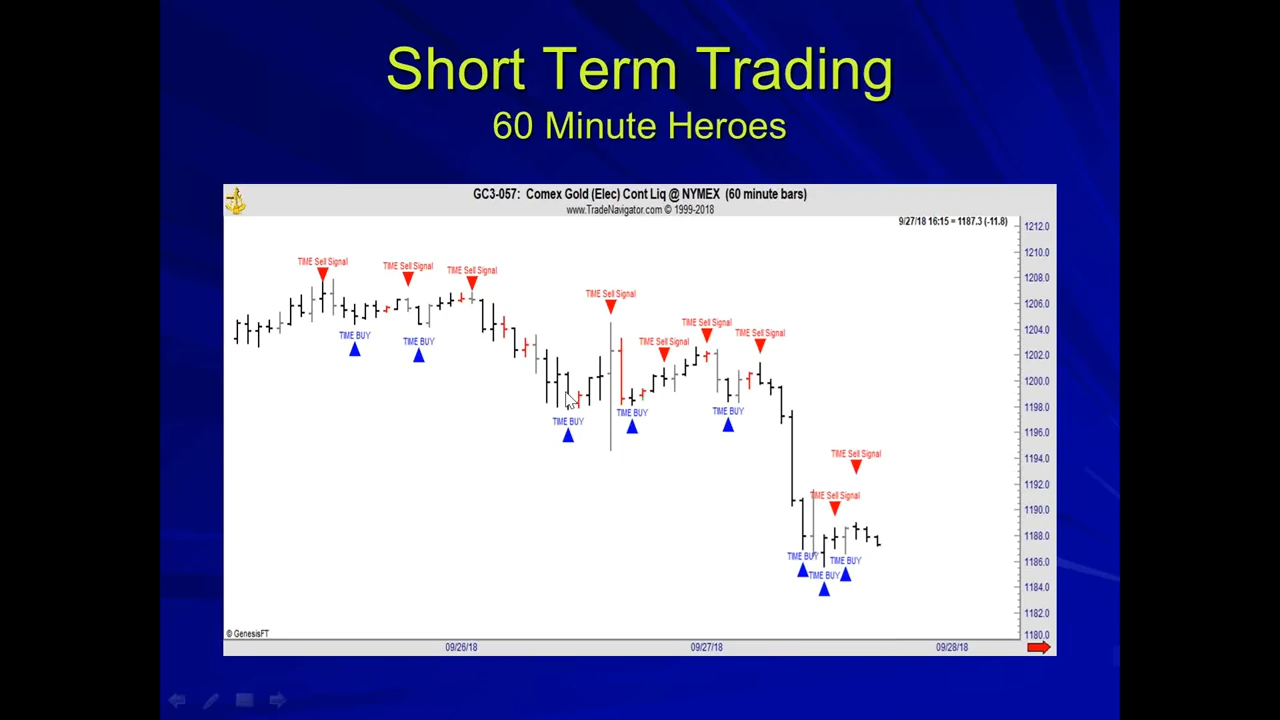 Short Term Trading
60 Minute Heroes
GC3-057: Comex Gold (Elec) Cont Liq @ NYMEX (60 minute bars)
www.TradeNavigator.com © 1999-2018
9/27/18 16:15 = 1187.3 (-11.8)
1212.0
1210.0
1208.0
1206.0
1204.0
1202.0
1200.0
1198.0
1196.0
1194.0
1192.0
1190.0
1188.0
1186.0
1184.0
1182.0
1180.0
TIME Sell Signal
TIME Sell Signal
TIME Sell Signal
TIME Sell Signal
TIME Sell Signal
TIME Sell Signal
TIME Sell Signal
TIME BUY
TIME BUY
TIME BUY
TIME BUY
TIME BUY
TIME Sell Signal
TIME Sell Signal
TIME BUY
TIME BUY
TIME BUY
© GenesisFT
09/26/18
09/27/18
09/28/18